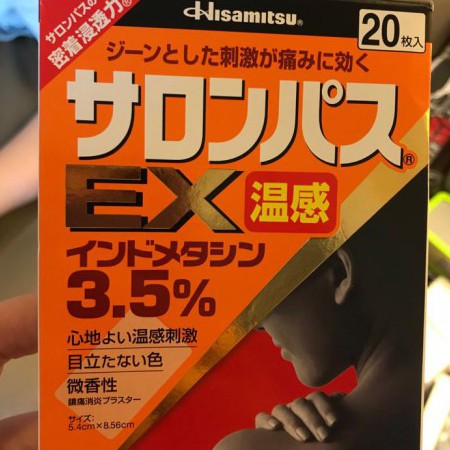 サロンパスの
密着浸透力®
Hisamitsu®
20枚入
ジーンとした刺激が痛みに効く
サロンパス®
EX 温感
インドメタシン
3.5%
心地よい温感刺激
目立たない色
微香性
鎮痛消炎プラスター
サイズ:
5.4cm×8.56cm